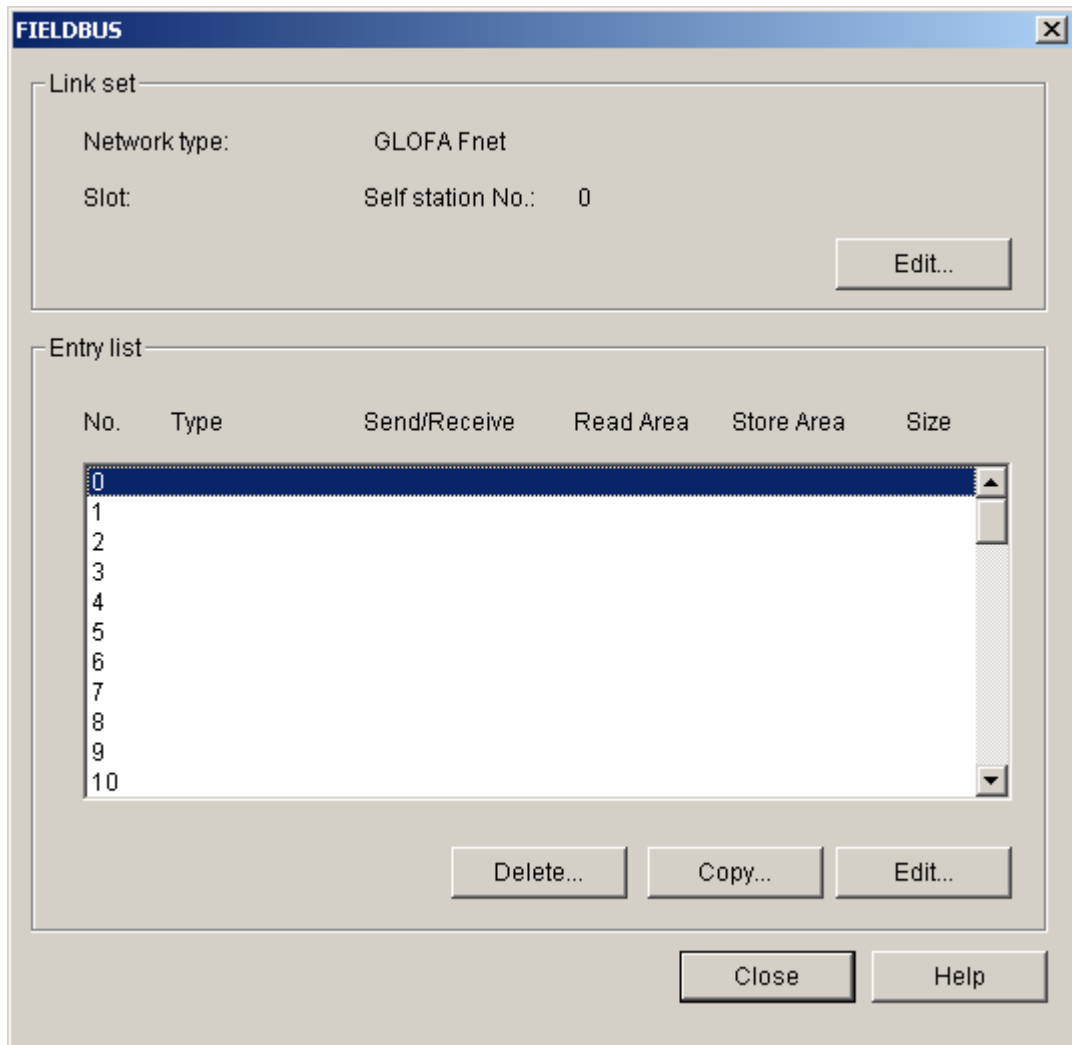 FIELDBUS
Link set
Network type: GLOFA Fnet
Slot: Self station No.: 0
Edit...
Entry list
No. Type Send/Receive Read Area Store Area Size
0
1
2
3
4
5
6
7
8
9
10
Delete... Copy... Edit...
Close Help